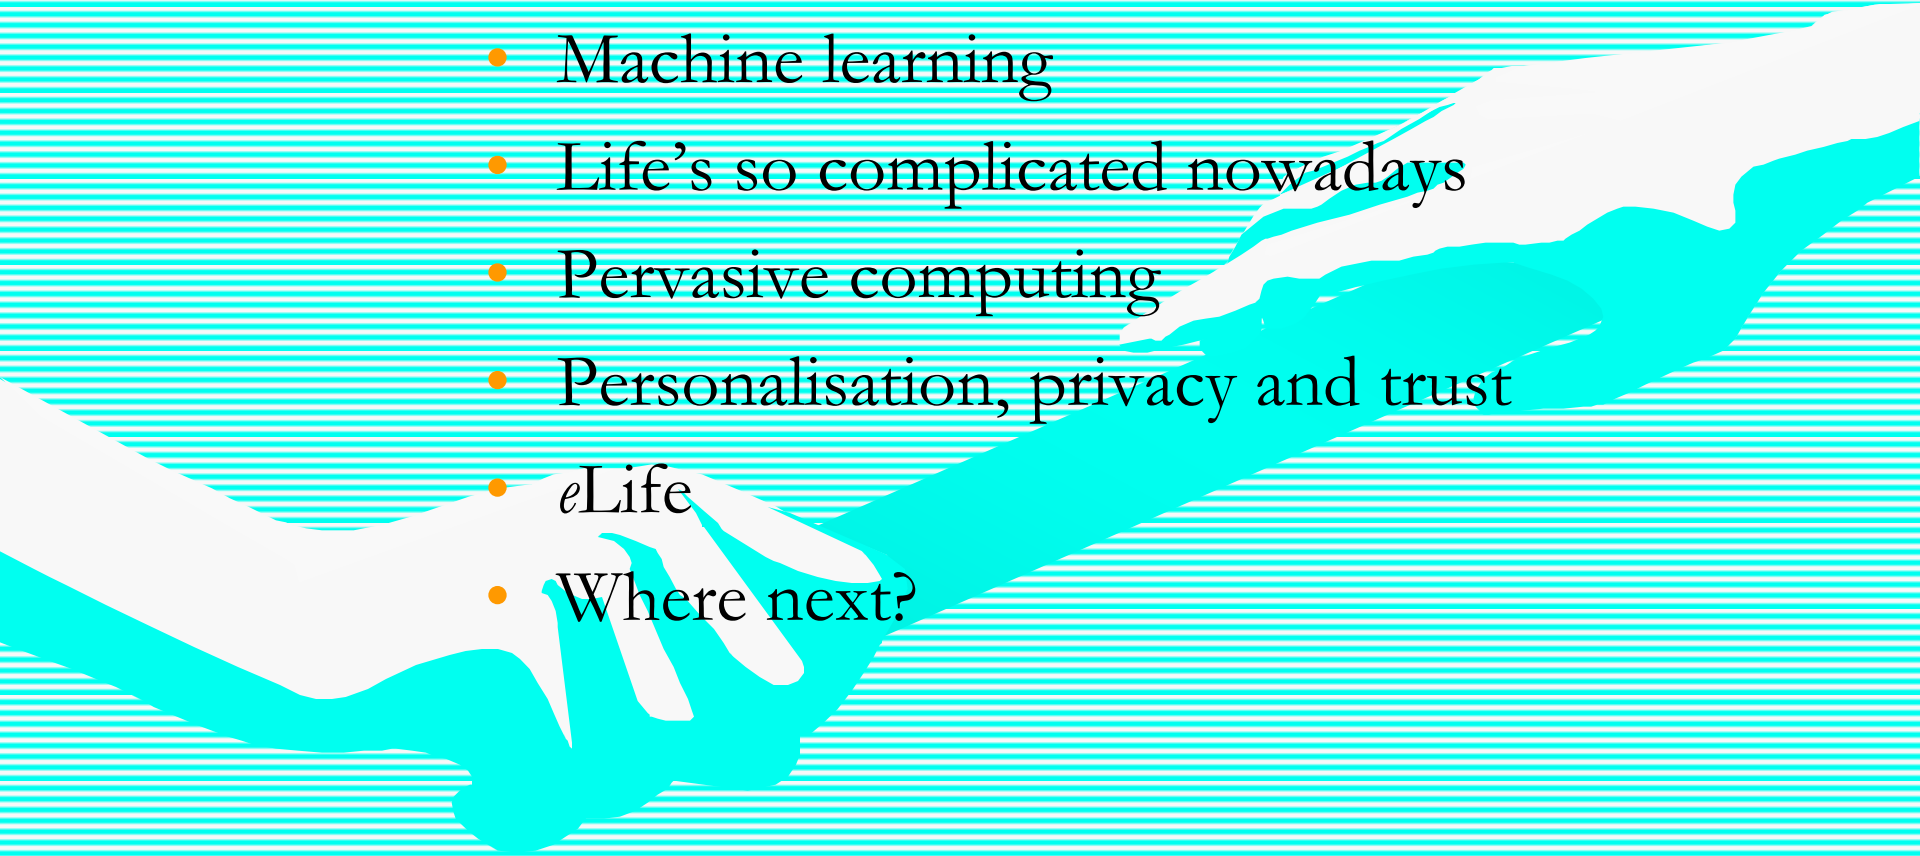 • Machine learning
• Life’s so complicated nowadays
• Pervasive computing
• Personalisation, privacy and trust
• eLife
• Where next?